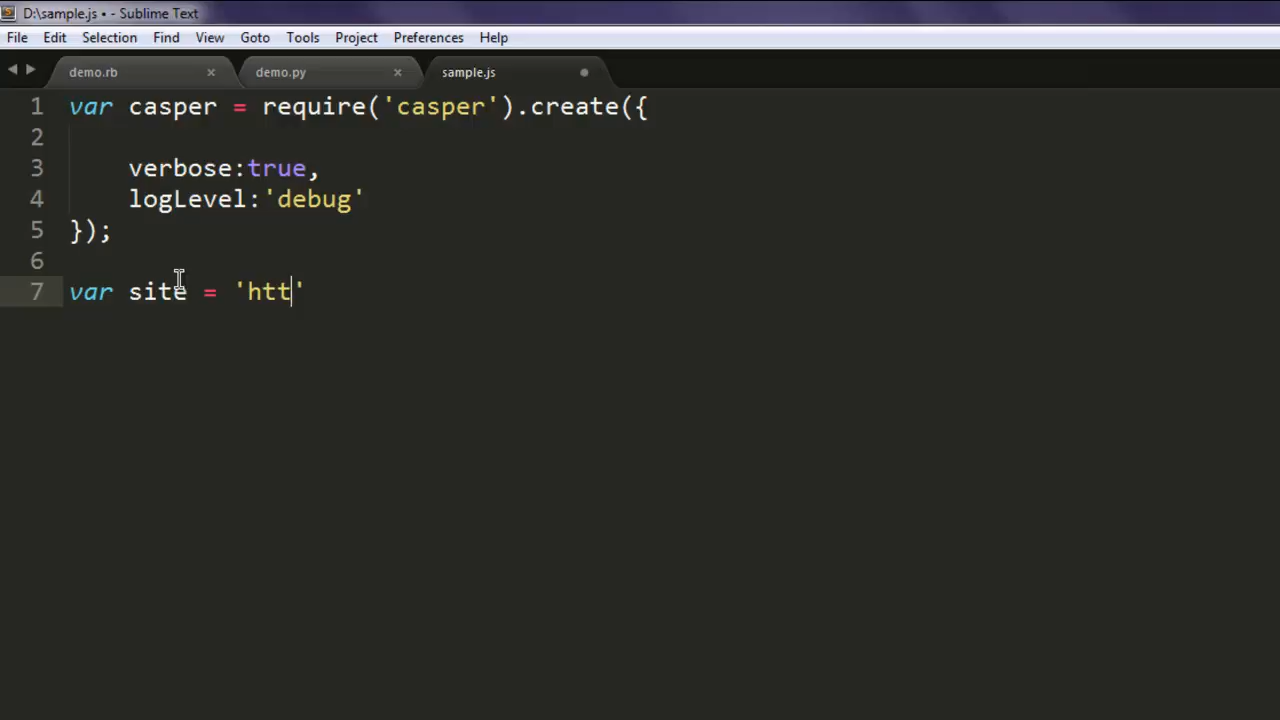 D:\sample.js • - Sublime Text
File Edit Selection Find View Goto Tools Project Preferences Help
demo.rb × demo.py × sample.js
1 var casper = require('casper').create({
2
3 verbose:true,
4 logLevel:'debug'
5 });
6
7 var site = 'htt'